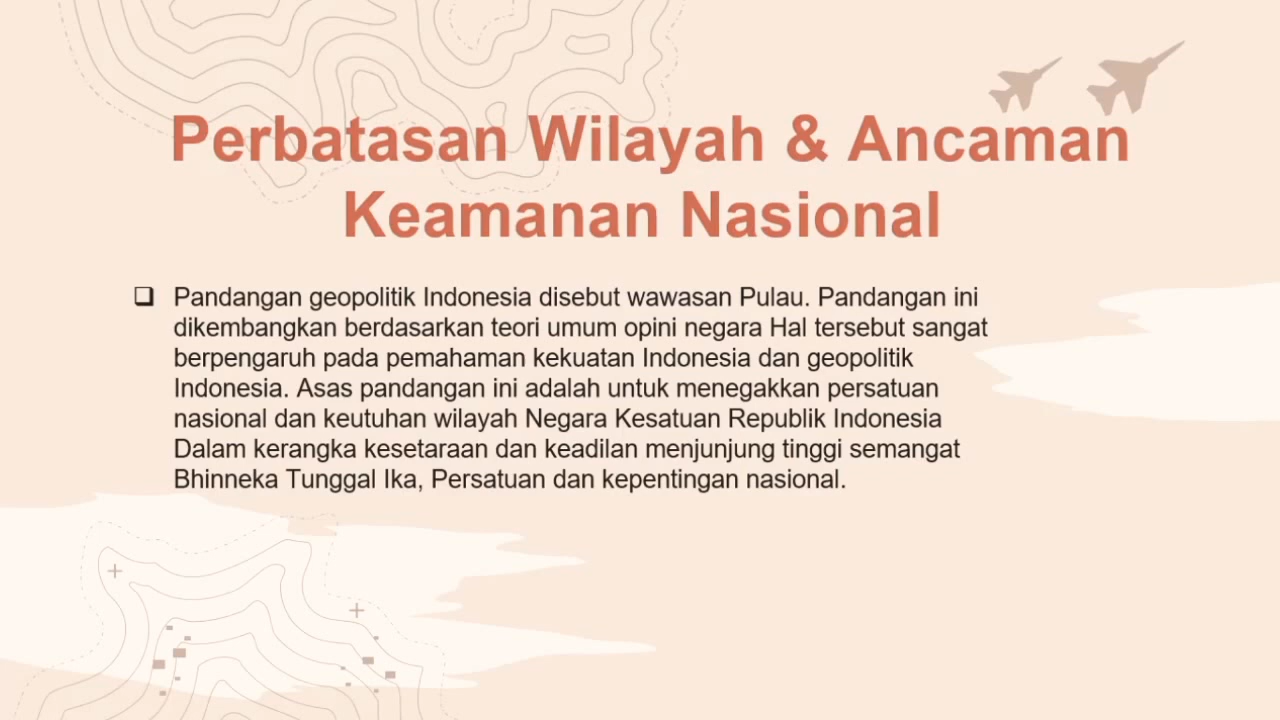 Perbatasan Wilayah & Ancaman
Keamanan Nasional
Pandangan geopolitik Indonesia disebut wawasan Pulau. Pandangan ini
dikembangkan berdasarkan teori umum opini negara Hal tersebut sangat
berpengaruh pada pemahaman kekuatan Indonesia dan geopolitik
Indonesia. Asas pandangan ini adalah untuk menegakkan persatuan
nasional dan keutuhan wilayah Negara Kesatuan Republik Indonesia
Dalam kerangka kesetaraan dan keadilan menjunjung tinggi semangat
Bhinneka Tunggal Ika, Persatuan dan kepentingan nasional.